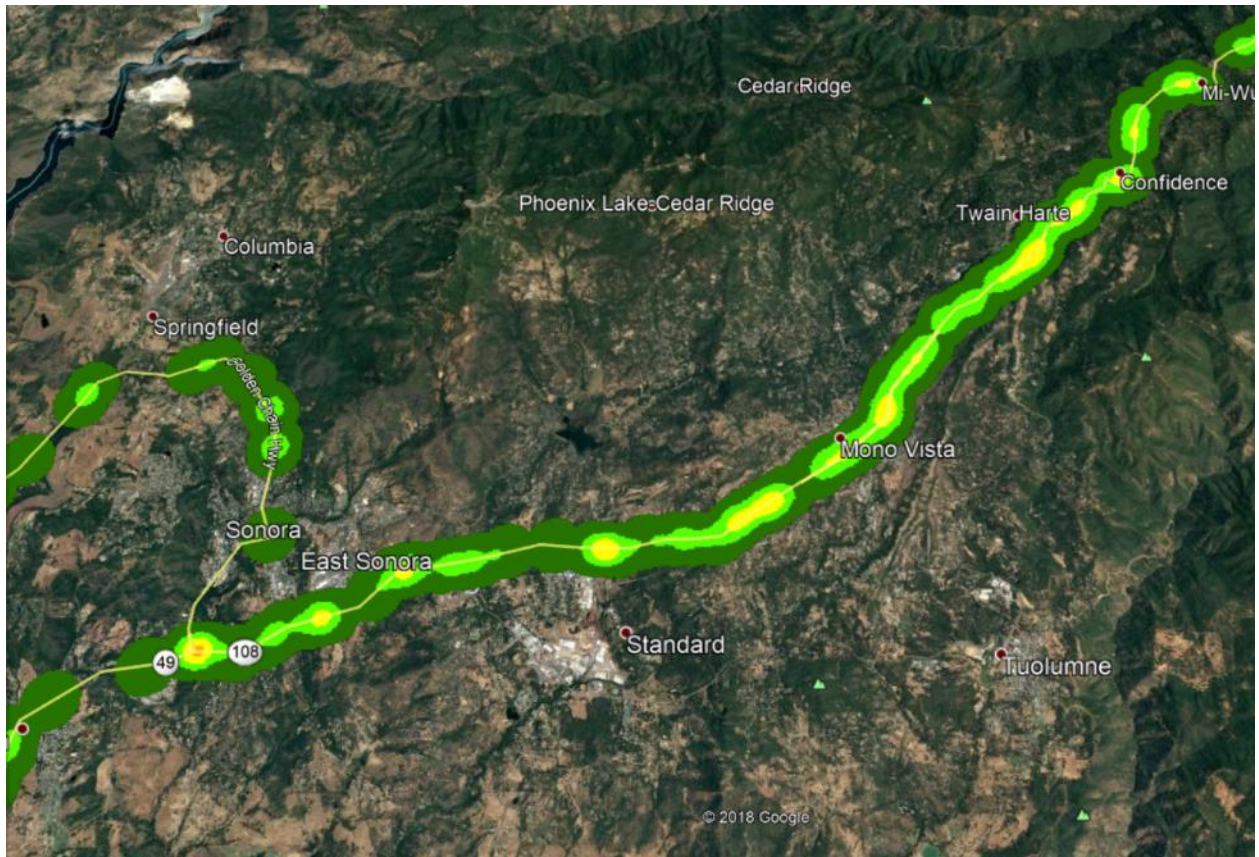 Cedar Ridge
Mi-Wu
Confidence
Phoenix Lake-Cedar Ridge
Twain Harte
Columbia
Springfield
Golden Chain Hwy
Mono Vista
Sonora
East Sonora
Standard
49
108
Tuolumne
© 2018 Google